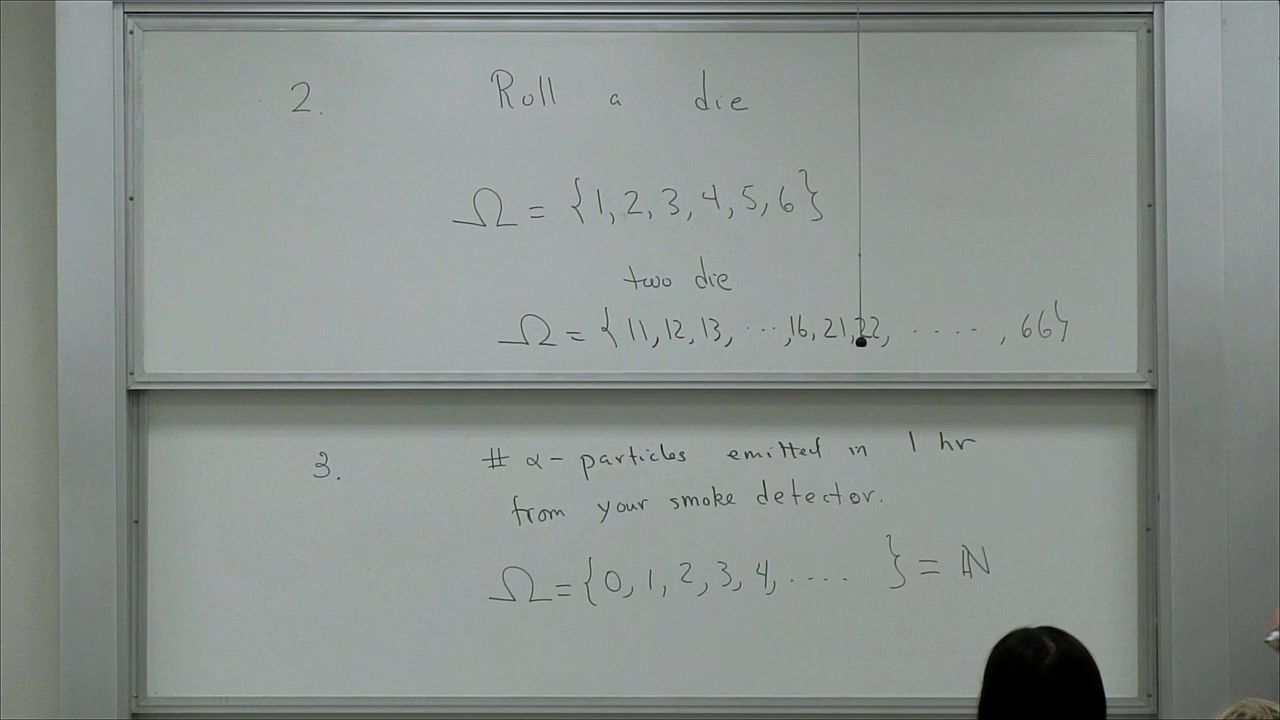 2. Roll a die
Ω = {1, 2, 3, 4, 5, 6}
two die
Ω = {11, 12, 13, ..., 16, 21, 22, ...., 66}
3. # α-particles emitted in 1 hr
from your smoke detector.
Ω = {0, 1, 2, 3, 4, .... } = ℕ